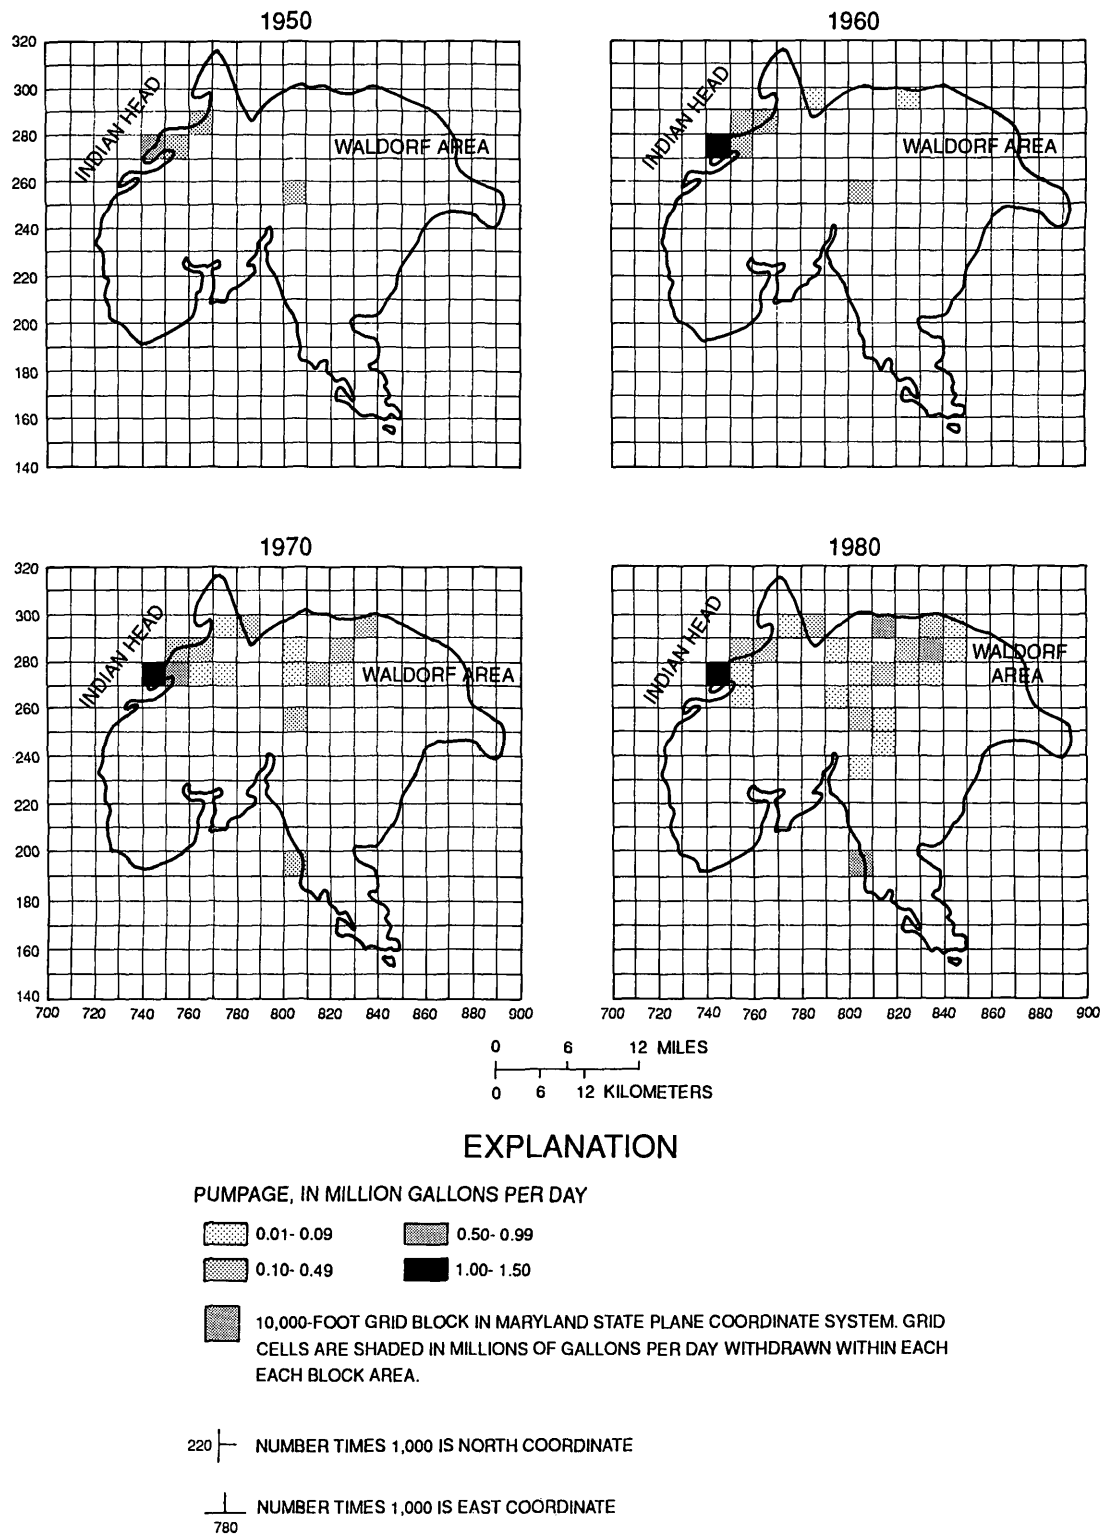 1950
1960
320
300
280
260
240
220
200
180
160
140
INDIAN HEAD
WALDORF AREA
INDIAN HEAD
WALDORF AREA
1970
1980
320
300
280
260
240
220
200
180
160
140
INDIAN HEAD
WALDORF AREA
INDIAN HEAD
WALDORF
AREA
700 720 740 760 780 800 820 840 860 880 900
700 720 740 760 780 800 820 840 860 880 900
0 6 12 MILES
0 6 12 KILOMETERS
EXPLANATION
PUMPAGE, IN MILLION GALLONS PER DAY
0.01- 0.09 0.50- 0.99
0.10- 0.49 1.00- 1.50
10,000-FOOT GRID BLOCK IN MARYLAND STATE PLANE COORDINATE SYSTEM. GRID
CELLS ARE SHADED IN MILLIONS OF GALLONS PER DAY WITHDRAWN WITHIN EACH
EACH BLOCK AREA.
220 NUMBER TIMES 1,000 IS NORTH COORDINATE
NUMBER TIMES 1,000 IS EAST COORDINATE
780